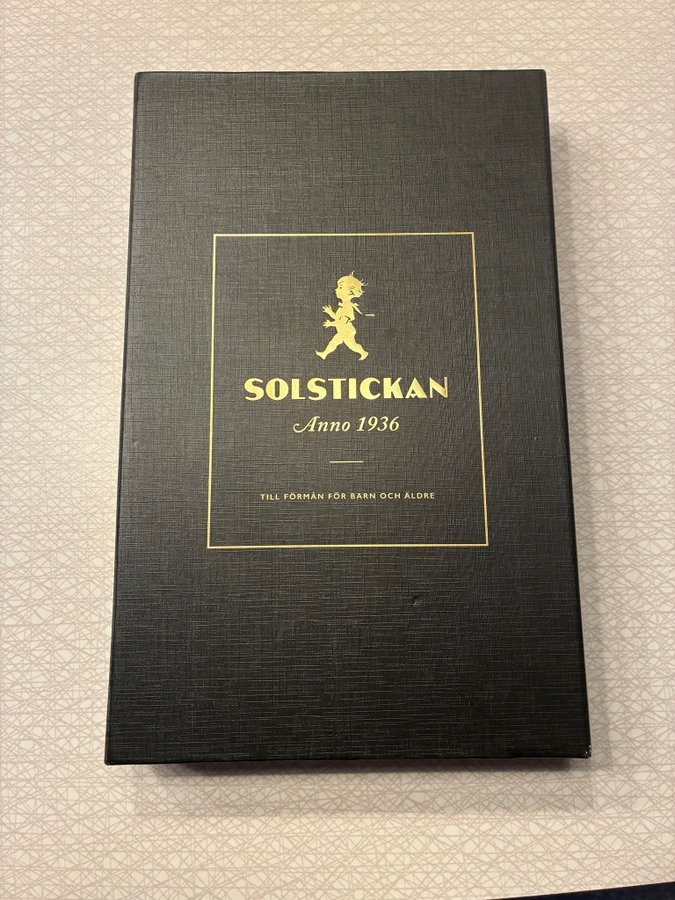 SOLSTICKAN
Anno 1936
TILL FÖRMÅN FÖR BARN OCH ÄLDRE